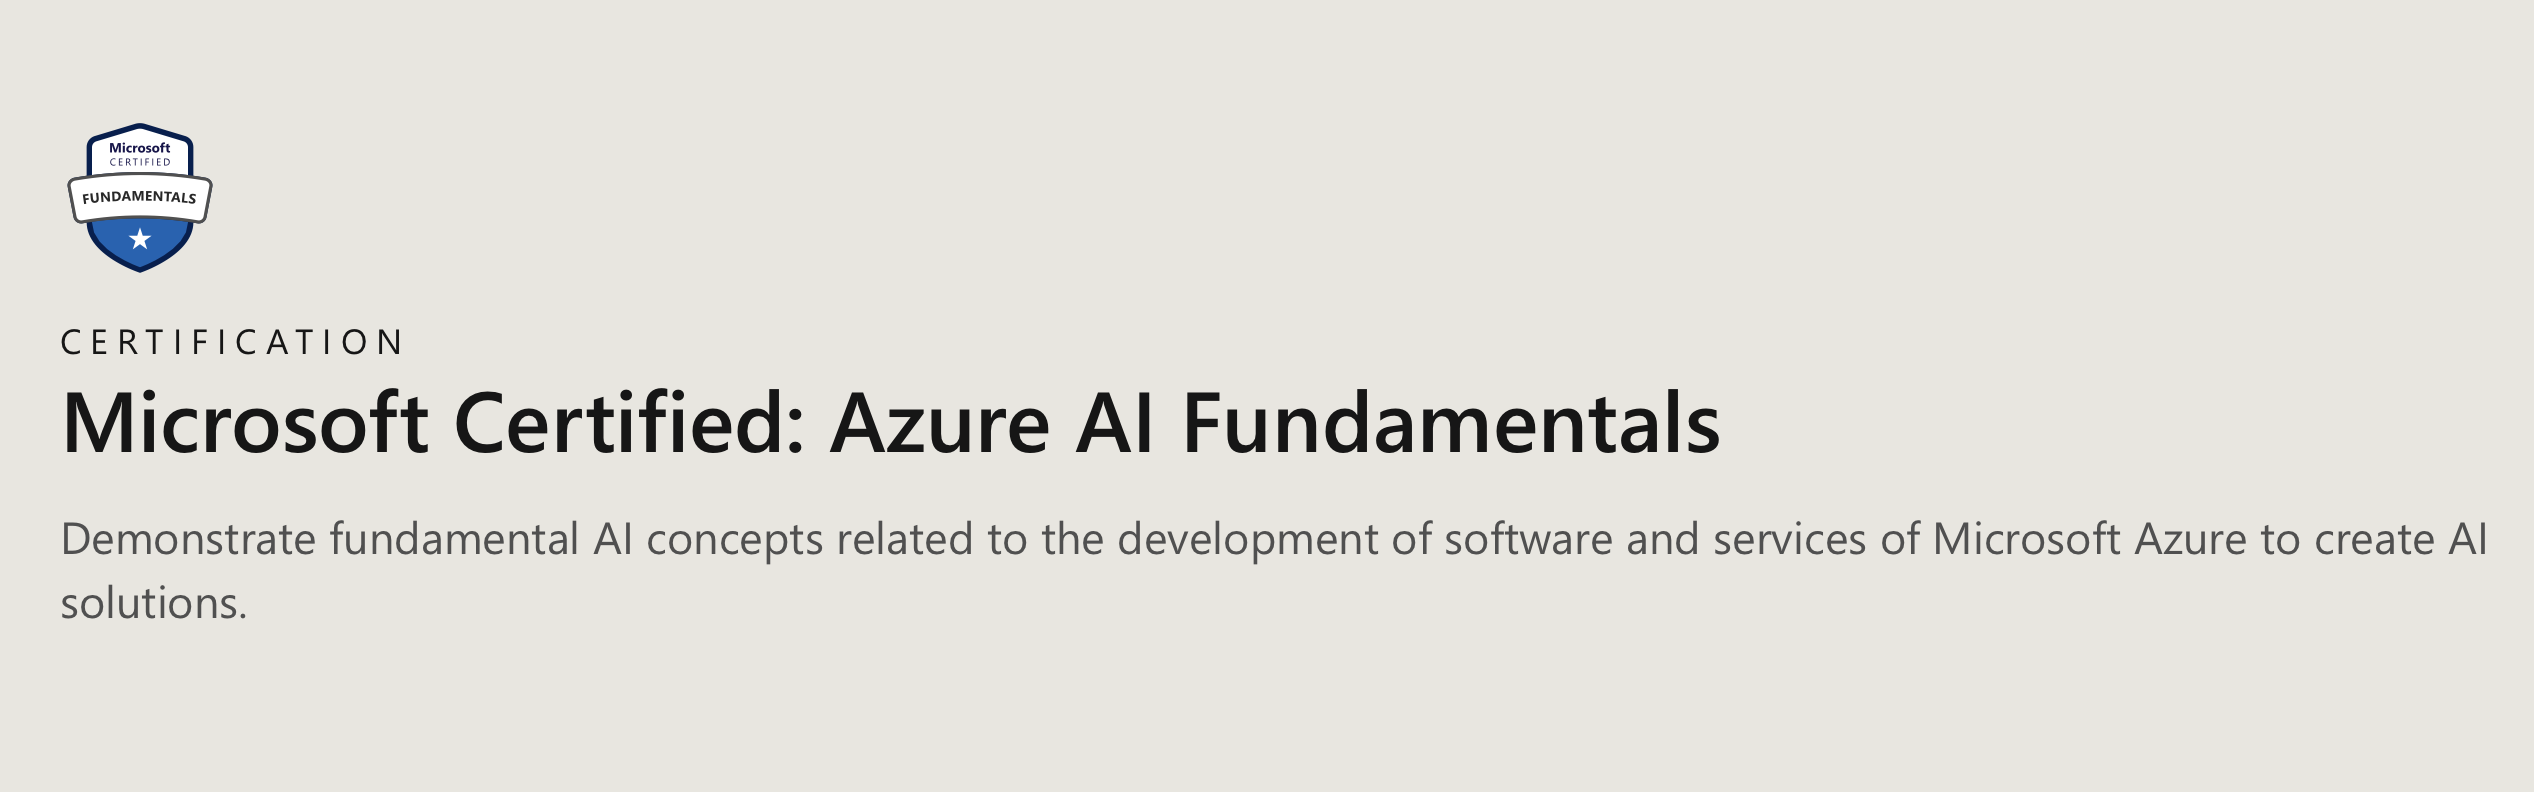 Microsoft
CERTIFIED
FUNDAMENTALS
CERTIFICATION
Microsoft Certified: Azure AI Fundamentals
Demonstrate fundamental AI concepts related to the development of software and services of Microsoft Azure to create AI
solutions.